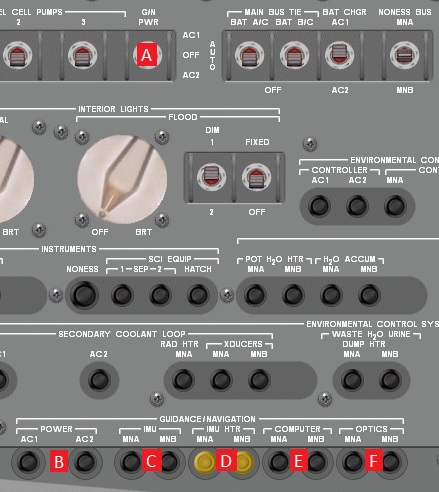 EL CELL PUMPS
G/N
MAIN BUS TIE
BAT CHGR
NONESS BUS
2
3
PWR
BAT A/C
BAT B/C
AC1
MNA
AC1
OFF
AC2
AUTO
A
OFF
AC2
MNB
INTERIOR LIGHTS
AL
FLOOD
DIM
1
FIXED
2
OFF
BRT
OFF
BRT
ENVIRONMENTAL CON
CONTROLLER
CONT
AC1
AC2
MNA
INSTRUMENTS
SCI EQUIP
NONESS
1-SEP-2
HATCH
POT H2O HTR
H2O ACCUM
MNA
MNB
MNA
MNB
ENVIRONMENTAL CONTROL SYS
SECONDARY COOLANT LOOP
WASTE H2O URINE
RAD HTR
XDUCERS
DUMP HTR
C1
AC2
MNA
MNA
MNB
MNA
MNB
GUIDANCE/NAVIGATION
POWER
IMU
IMU HTR
COMPUTER
OPTICS
AC1
AC2
MNA
MNB
MNA
MNB
MNA
MNB
MNA
MNB
B
C
D
E
F